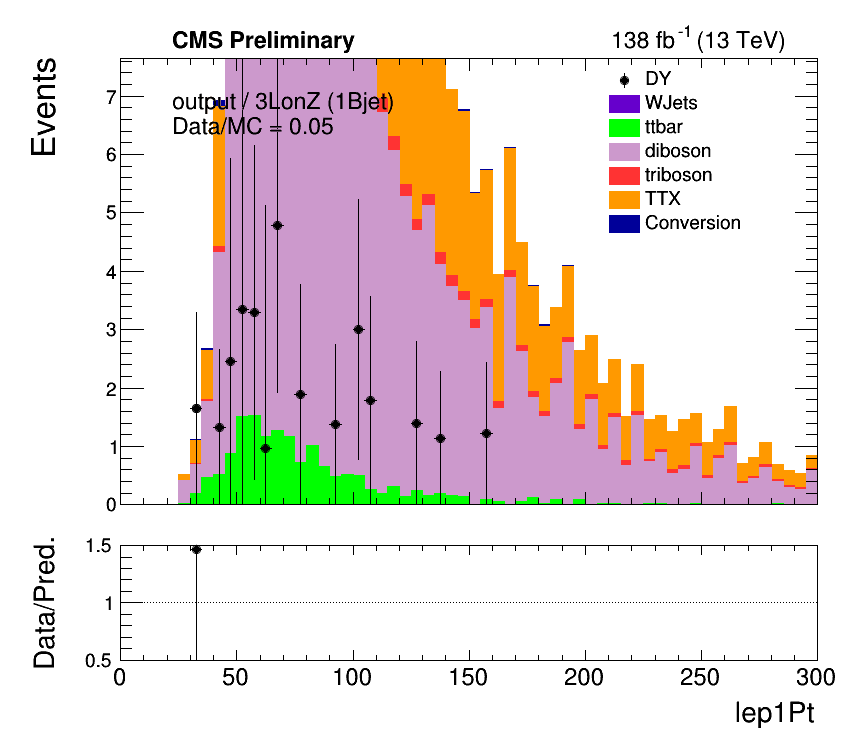 CMS Preliminary
138 fb-1 (13 TeV)
Events
output / 3LonZ (1Bjet)
Data/MC = 0.05
DY
WJets
ttbar
diboson
triboson
TTX
Conversion
7
6
5
4
3
2
1
0
Data/Pred.
1.5
1
0.5
0 50 100 150 200 250 300
lep1Pt